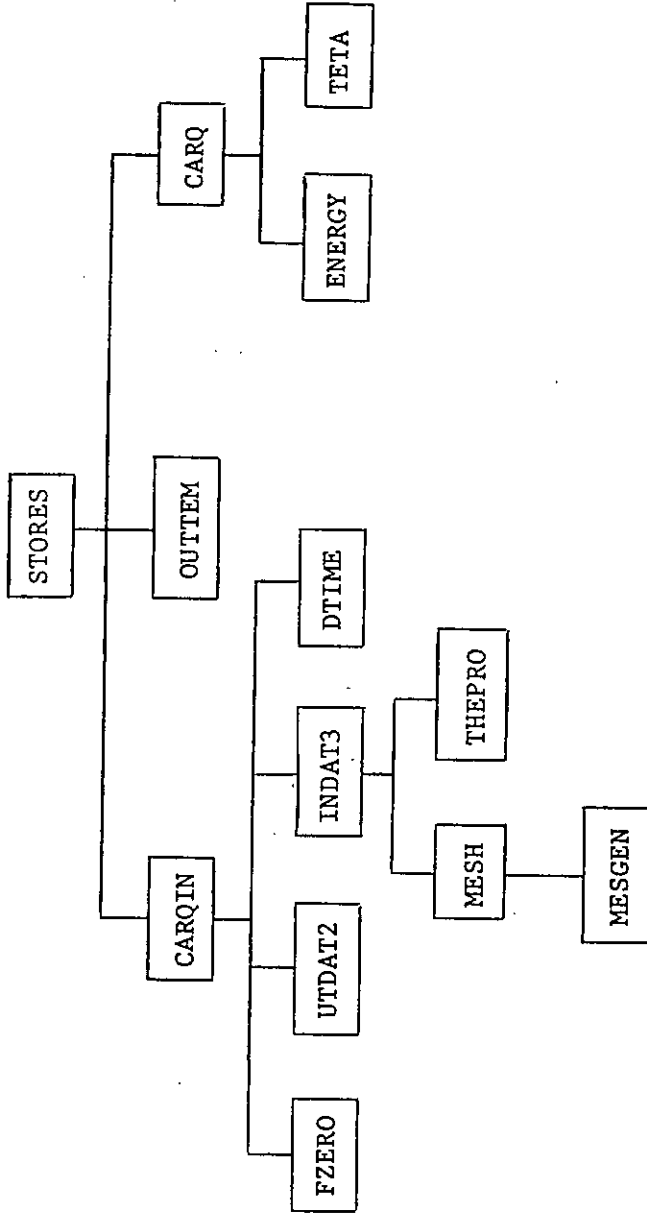 STORES
CARQIN
OUTTEM
CARQ
FZERO
UTDAT2
INDAT3
DTIME
ENERGY
TETA
MESH
THEPRO
MESGEN